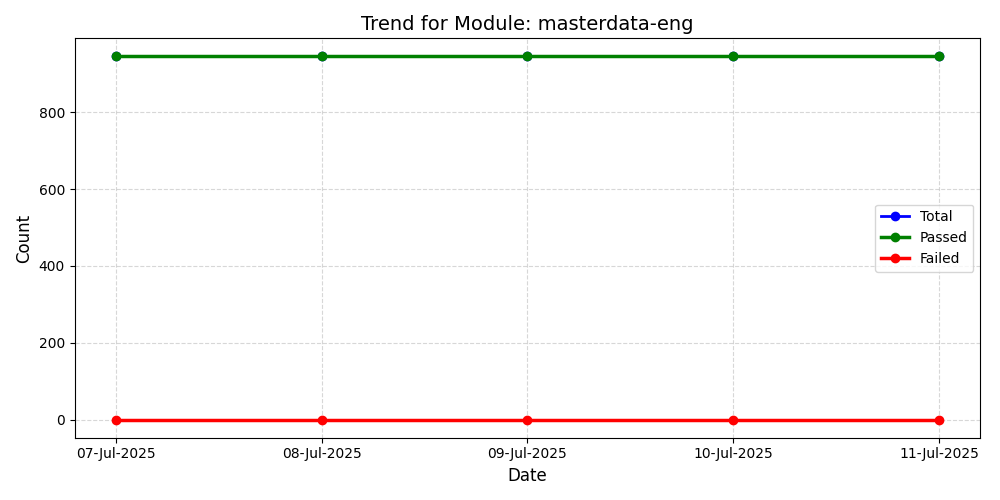 Trend for Module: masterdata-eng
Count
800
600
400
200
0
Total
Passed
Failed
07-Jul-2025 08-Jul-2025 09-Jul-2025 10-Jul-2025 11-Jul-2025
Date